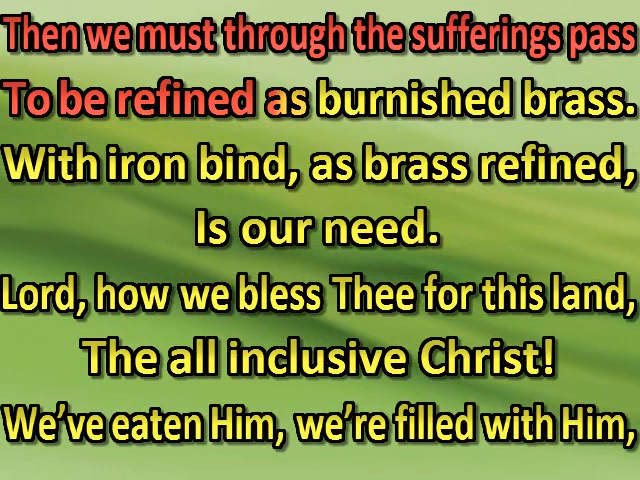 Then we must through the sufferings pass
To be refined as burnished brass.
With iron bind, as brass refined,
Is our need.
Lord, how we bless Thee for this land,
The all inclusive Christ!
We've eaten Him, we're filled with Him,